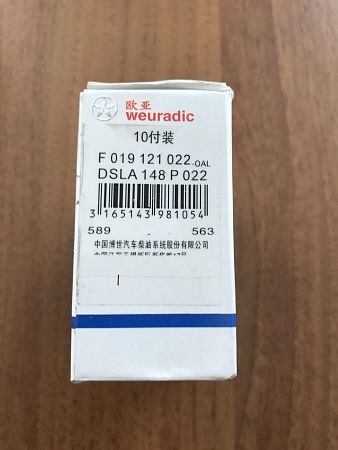 欧亚
weuradic
10付装
F 019 121 022.OAL
DSLA 148 P 022
3 165143 981054
589 563
中国博世汽车柴油系统股份有限公司